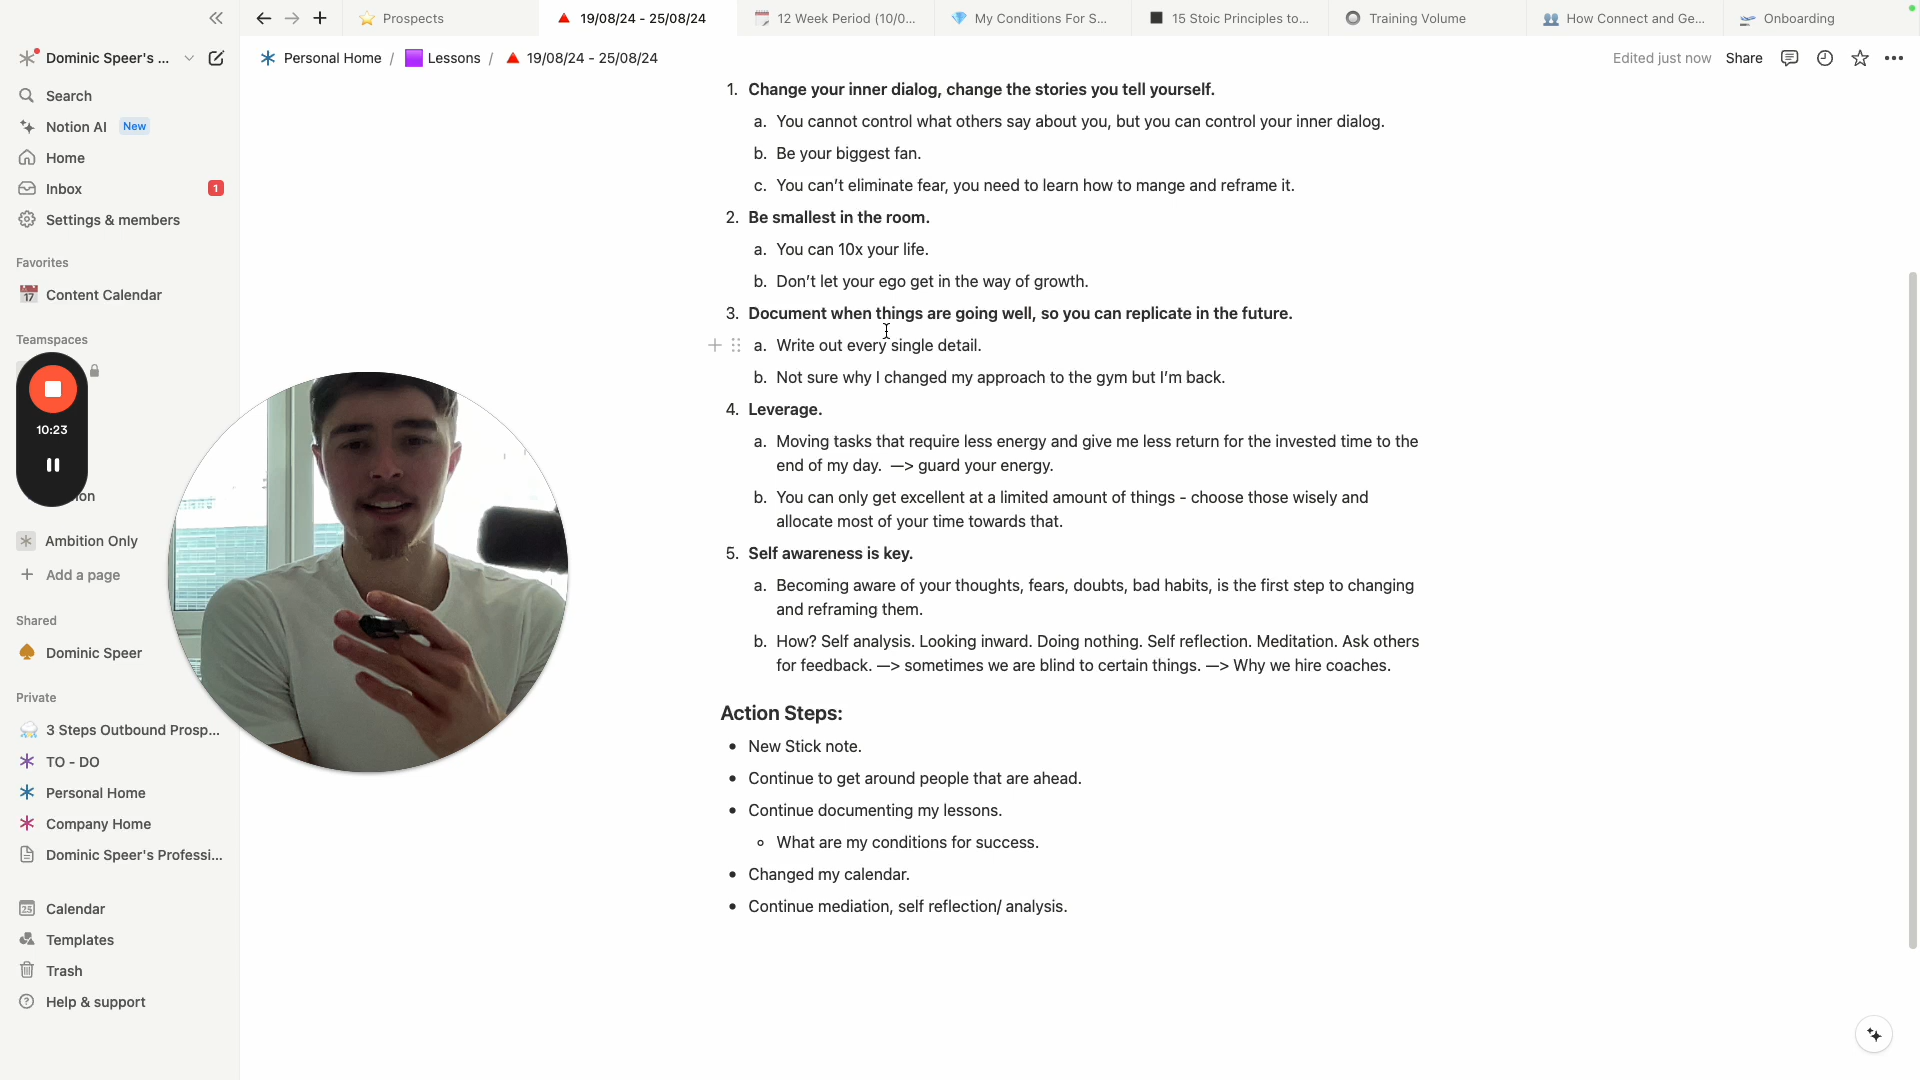 Prospects
19/08/24 - 25/08/24
12 Week Period (10/0...
My Conditions For S...
15 Stoic Principles to...
Training Volume
How Connect and Ge...
Onboarding
Dominic Speer's ...
Personal Home / Lessons / 19/08/24 - 25/08/24
Edited just now Share
Search
Notion AI New
Home
Inbox 1
Settings & members
Favorites
17 Content Calendar
Teamspaces
10:23
on
Ambition Only
Add a page
Shared
Dominic Speer
Private
3 Steps Outbound Prosp...
TO - DO
Personal Home
Company Home
Dominic Speer's Professi...
Calendar
Templates
Trash
Help & support
1. Change your inner dialog, change the stories you tell yourself.
a. You cannot control what others say about you, but you can control your inner dialog.
b. Be your biggest fan.
c. You can’t eliminate fear, you need to learn how to mange and reframe it.
2. Be smallest in the room.
a. You can 10x your life.
b. Don’t let your ego get in the way of growth.
3. Document when things are going well, so you can replicate in the future.
a. Write out every single detail.
b. Not sure why I changed my approach to the gym but I’m back.
4. Leverage.
a. Moving tasks that require less energy and give me less return for the invested time to the
end of my day. —> guard your energy.
b. You can only get excellent at a limited amount of things - choose those wisely and
allocate most of your time towards that.
5. Self awareness is key.
a. Becoming aware of your thoughts, fears, doubts, bad habits, is the first step to changing
and reframing them.
b. How? Self analysis. Looking inward. Doing nothing. Self reflection. Meditation. Ask others
for feedback. —> sometimes we are blind to certain things. —> Why we hire coaches.
Action Steps:
• New Stick note.
• Continue to get around people that are ahead.
• Continue documenting my lessons.
◦ What are my conditions for success.
• Changed my calendar.
• Continue mediation, self reflection/ analysis.